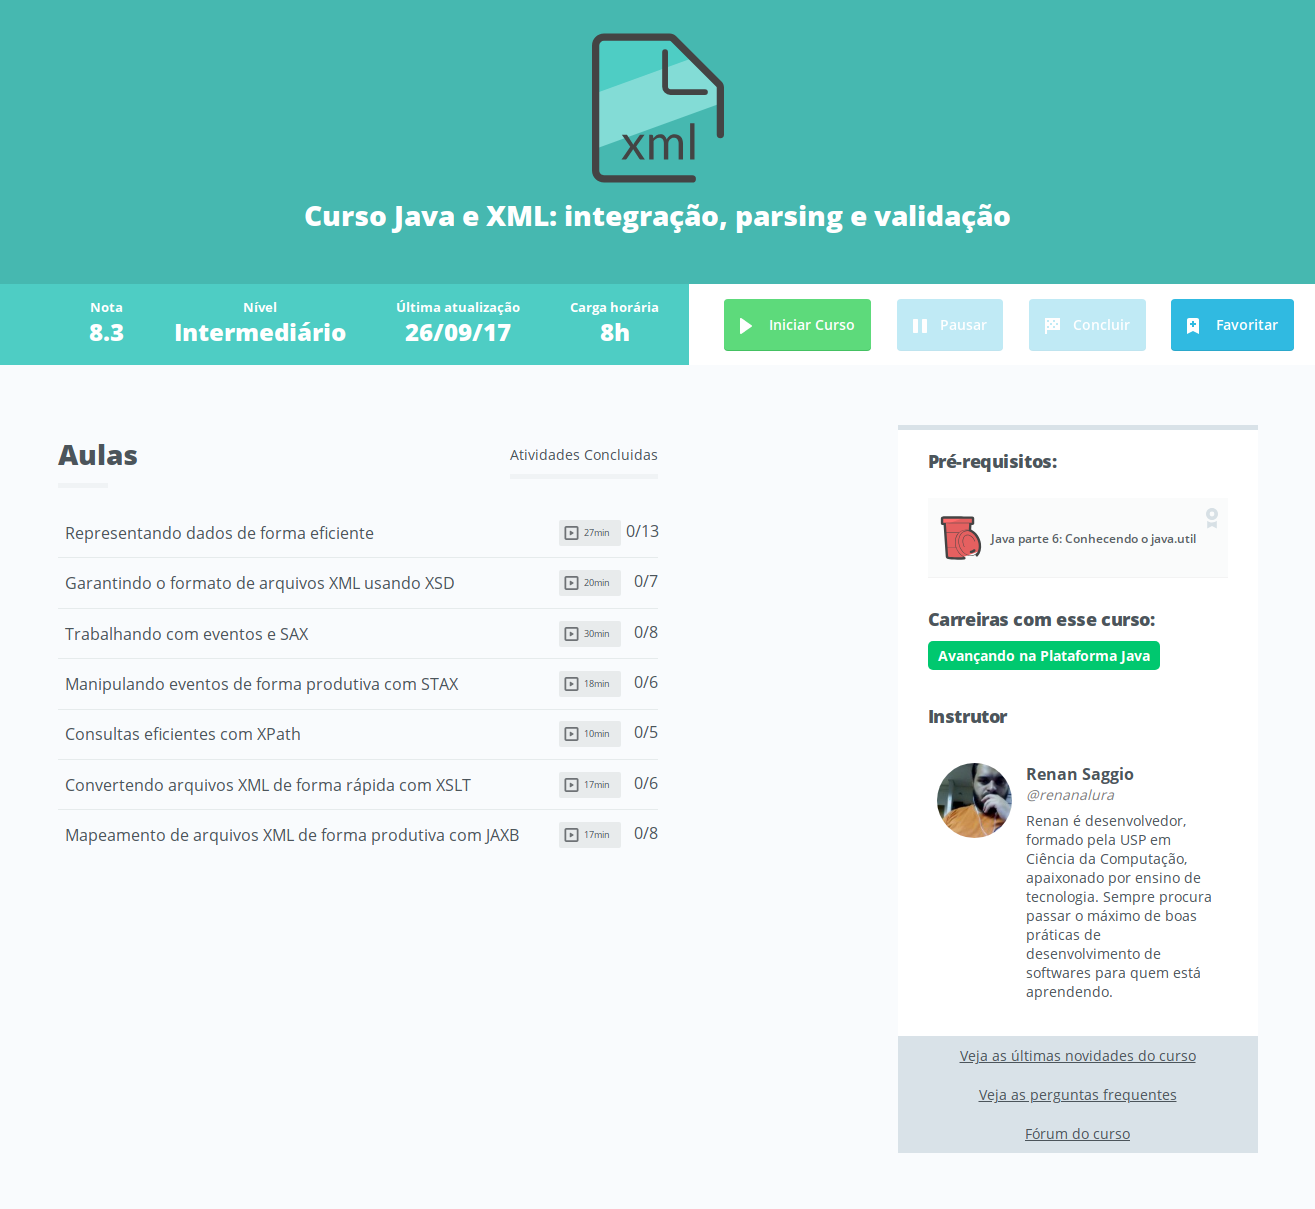 xml
Curso Java e XML: integração, parsing e validação
Nota
8.3
Nível
Intermediário
Última atualização
26/09/17
Carga horária
8h
Iniciar Curso
Pausar
Concluir
Favoritar
Aulas
Atividades Concluidas
Representando dados de forma eficiente 27min 0/13
Garantindo o formato de arquivos XML usando XSD 20min 0/7
Trabalhando com eventos e SAX 30min 0/8
Manipulando eventos de forma produtiva com STAX 18min 0/6
Consultas eficientes com XPath 10min 0/5
Convertendo arquivos XML de forma rápida com XSLT 17min 0/6
Mapeamento de arquivos XML de forma produtiva com JAXB 17min 0/8
Pré-requisitos:
Java parte 6: Conhecendo o java.util
Carreiras com esse curso:
Avançando na Plataforma Java
Instrutor
Renan Saggio
@renanalura
Renan é desenvolvedor,
formado pela USP em
Ciência da Computação,
apaixonado por ensino de
tecnologia. Sempre procura
passar o máximo de boas
práticas de
desenvolvimento de
softwares para quem está
aprendendo.
Veja as últimas novidades do curso
Veja as perguntas frequentes
Fórum do curso